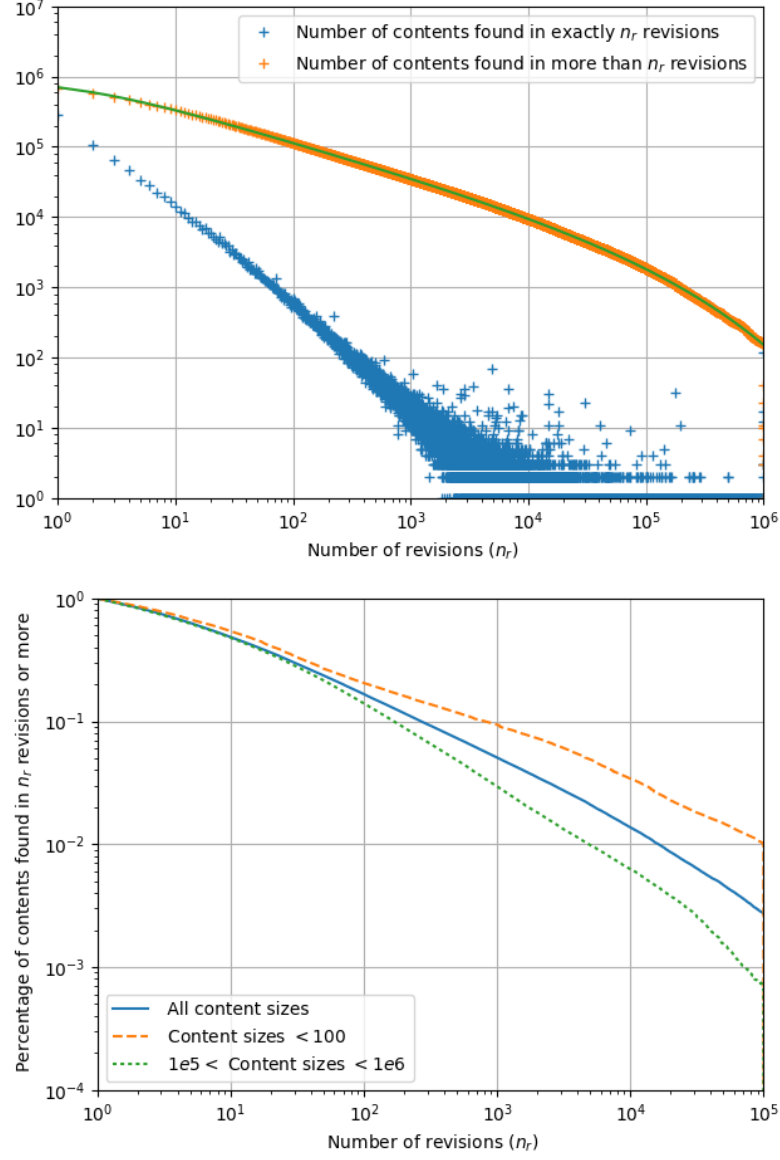 10^7
10^6
10^5
10^4
10^3
10^2
10^1
10^0
Number of contents found in exactly n_r revisions
Number of contents found in more than n_r revisions
10^0 10^1 10^2 10^3 10^4 10^5 10^6
Number of revisions (n_r)
Percentage of contents found in n_r revisions or more
10^0
10^-1
10^-2
10^-3
10^-4
All content sizes
Content sizes < 100
1e5 < Content sizes < 1e6
10^0 10^1 10^2 10^3 10^4 10^5
Number of revisions (n_r)